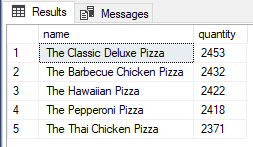 Results Messages
name quantity
1 The Classic Deluxe Pizza 2453
2 The Barbecue Chicken Pizza 2432
3 The Hawaiian Pizza 2422
4 The Pepperoni Pizza 2418
5 The Thai Chicken Pizza 2371